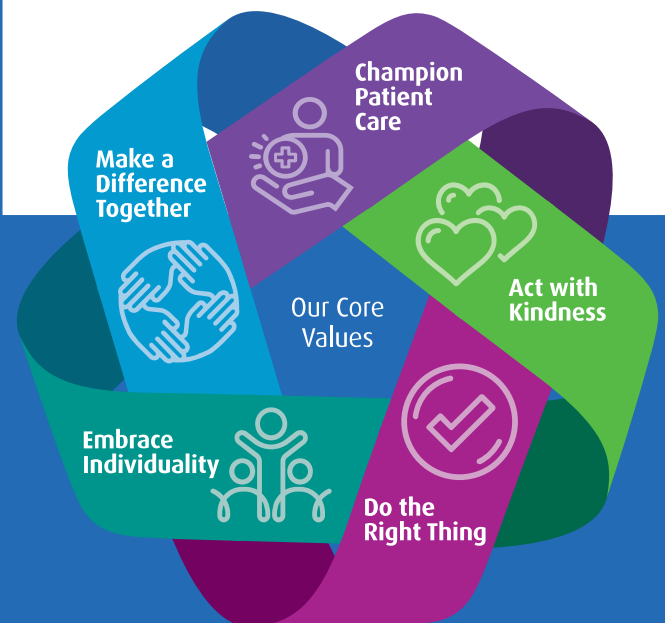 Champion
Patient
Care
Make a
Difference
Together
Act with
Kindness
Our Core
Values
Embrace
Individuality
Do the
Right Thing